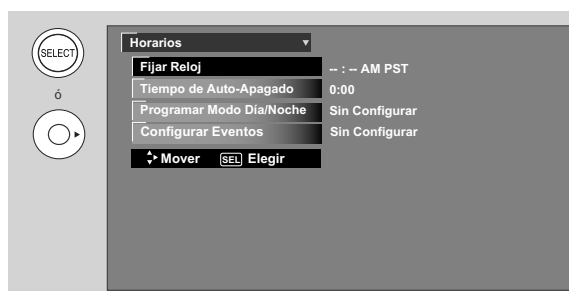 SELECT
ó
Horarios
Fijar Reloj -- : -- AM PST
Tiempo de Auto-Apagado 0:00
Programar Modo Día/Noche Sin Configurar
Configurar Eventos Sin Configurar
Mover SEL Elegir